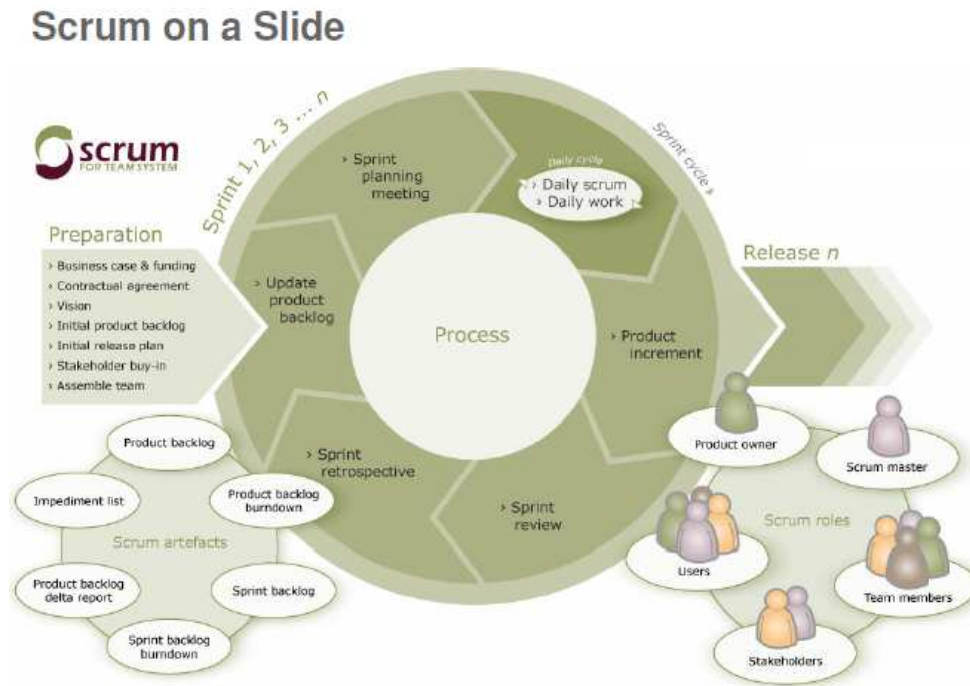 Scrum on a Slide
scrum
FOR TEAM SYSTEM
Sprint 1, 2, 3 ... n
Sprint cycle »
Preparation
› Business case & funding
› Contractual agreement
› Vision
› Initial product backlog
› Initial release plan
› Stakeholder buy-in
› Assemble team
› Sprint
planning
meeting
Daily cycle
› Daily scrum
› Daily work
› Update
product
backlog
Process
› Product
increment
› Sprint
retrospective
› Sprint
review
Release n
Product backlog
Impediment list
Product backlog
burndown
Scrum artefacts
Product backlog
delta report
Sprint backlog
Sprint backlog
burndown
Product owner
Scrum master
Scrum roles
Users
Team members
Stakeholders